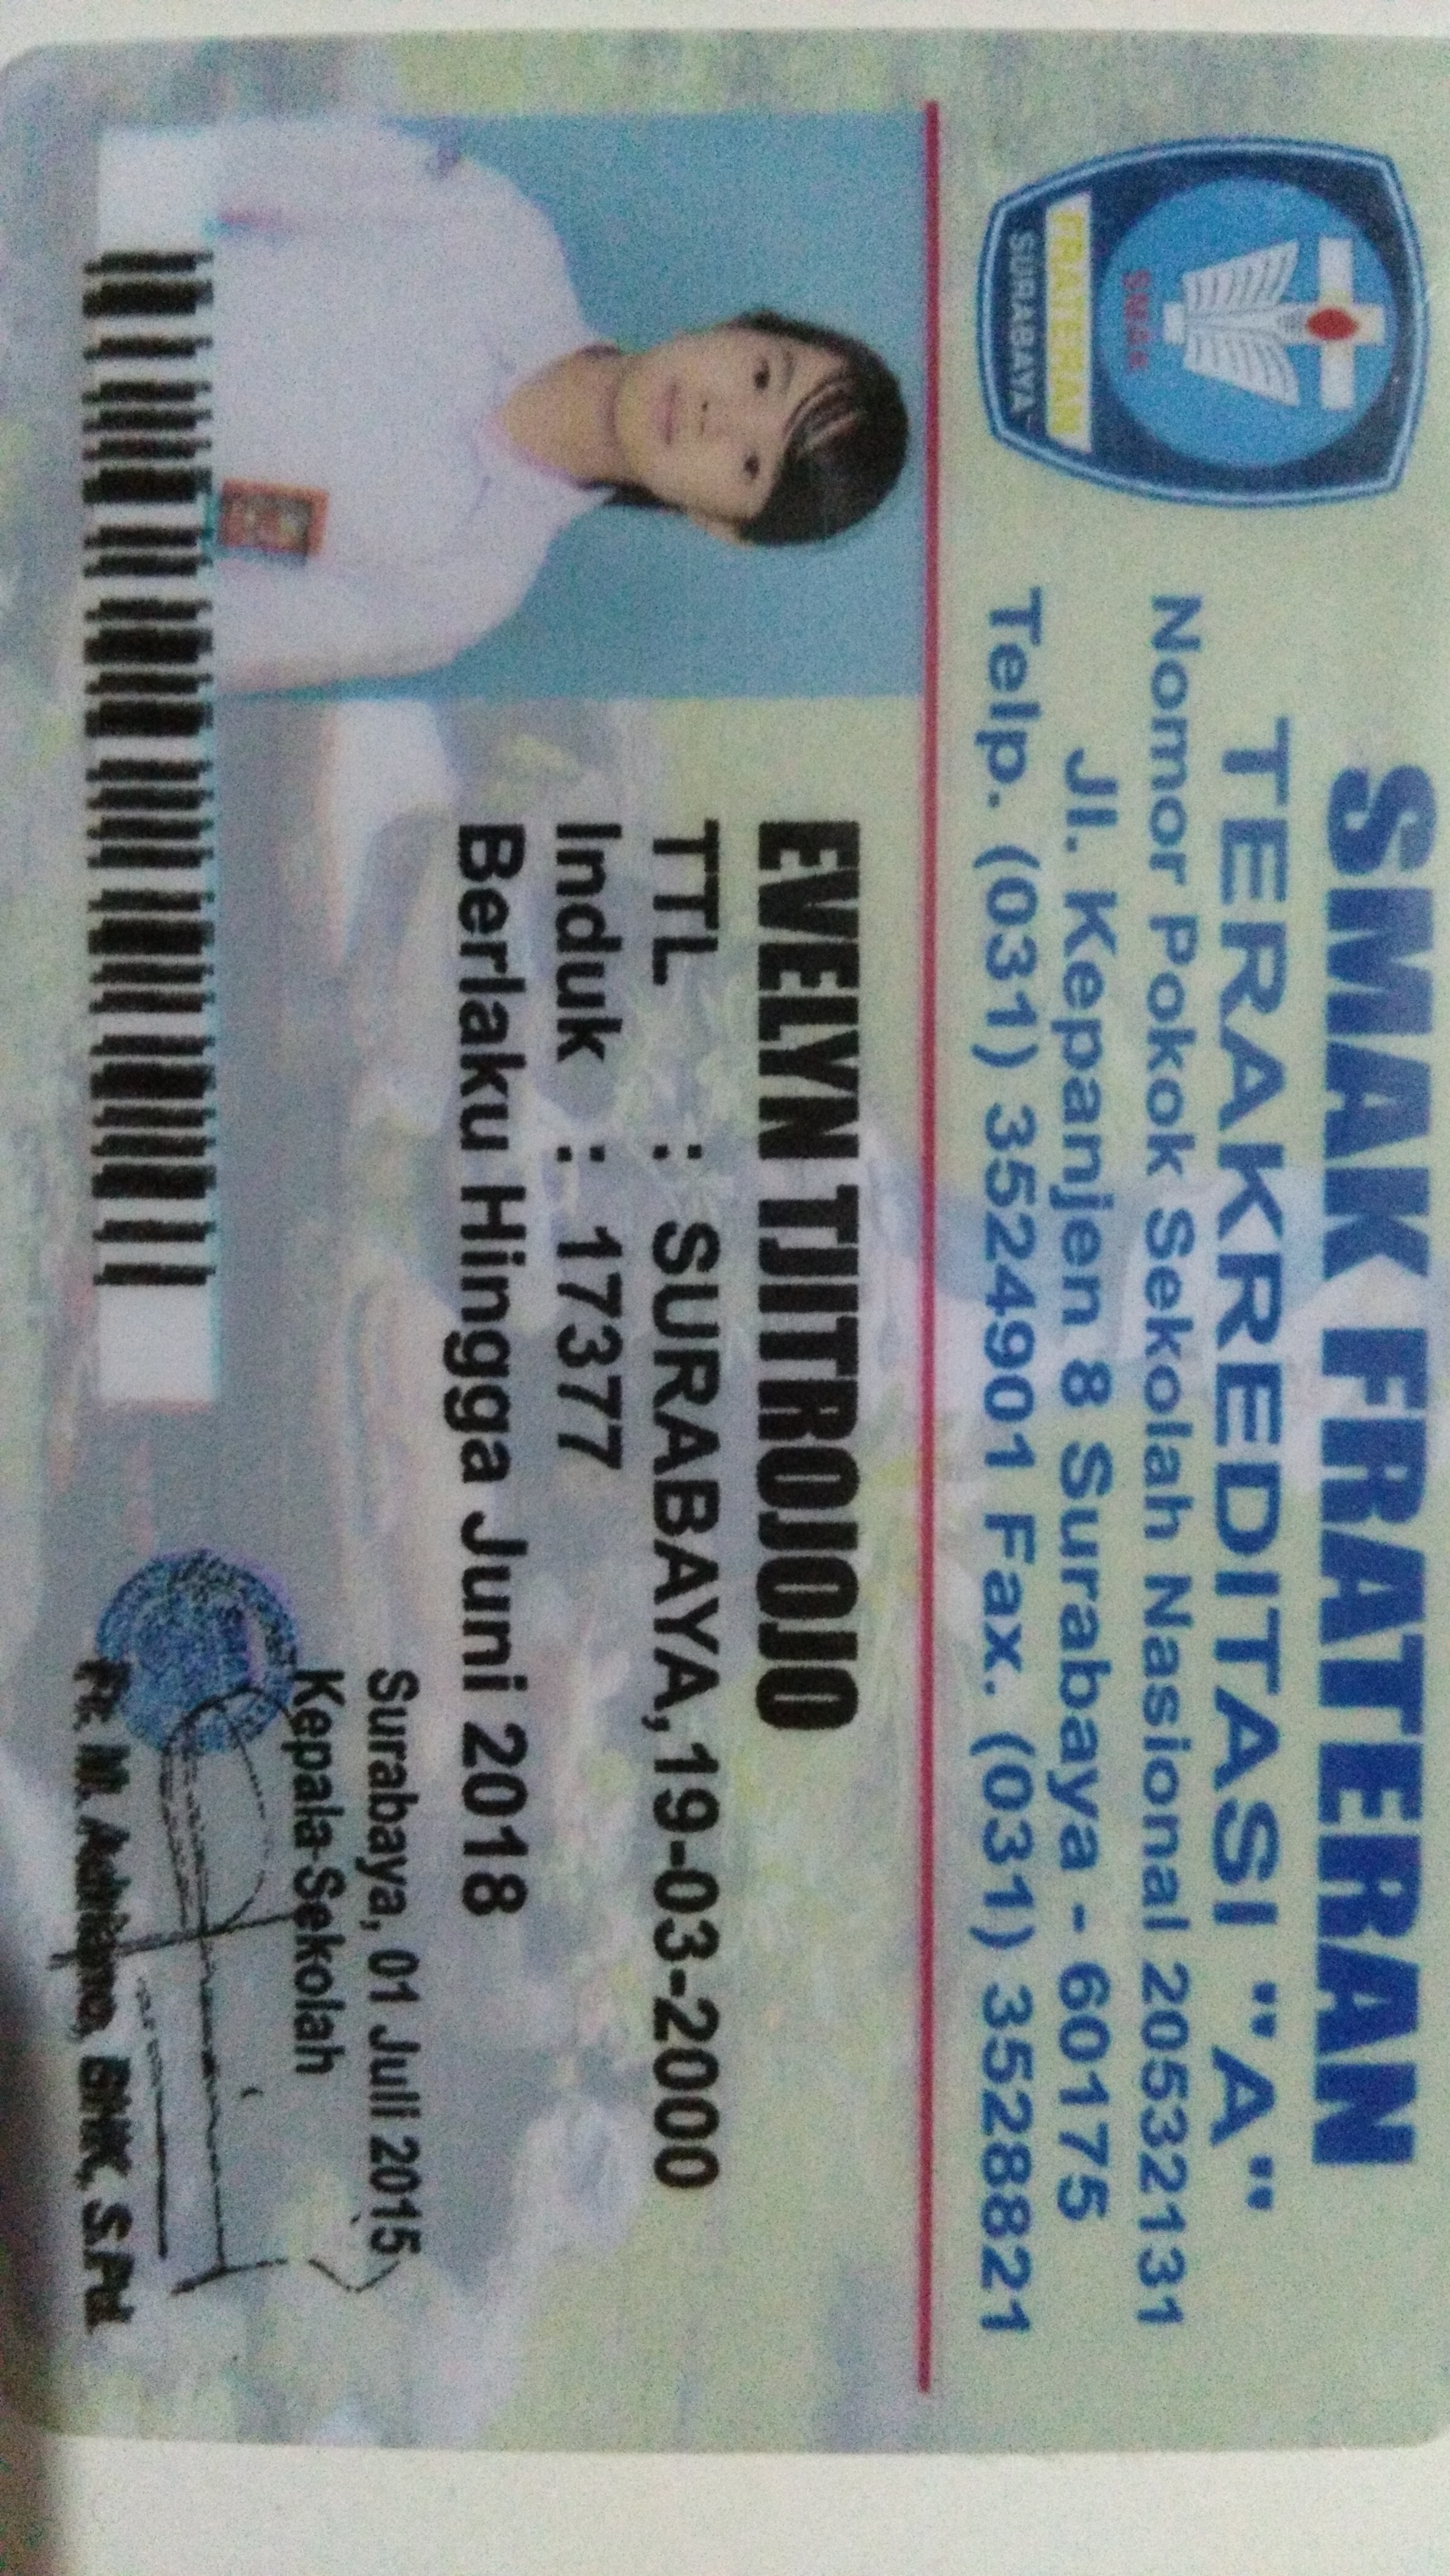 SMAK FRATERAN
TERAKREDITASI "A"
Nomor Pokok Sekolah Nasional 20532131
Jl. Kepanjen 8 Surabaya - 60175
Telp. (031) 3524901 Fax. (031) 3528821
SMAK
FRATERAN
SURABAYA
EVELYN TJITROJOJO
TTL : SURABAYA,19-03-2000
Induk : 17377
Berlaku Hingga Juni 2018
Surabaya, 01 Juli 2015
Kepala Sekolah
Fr. M. Adriano, BHK, S.Pd